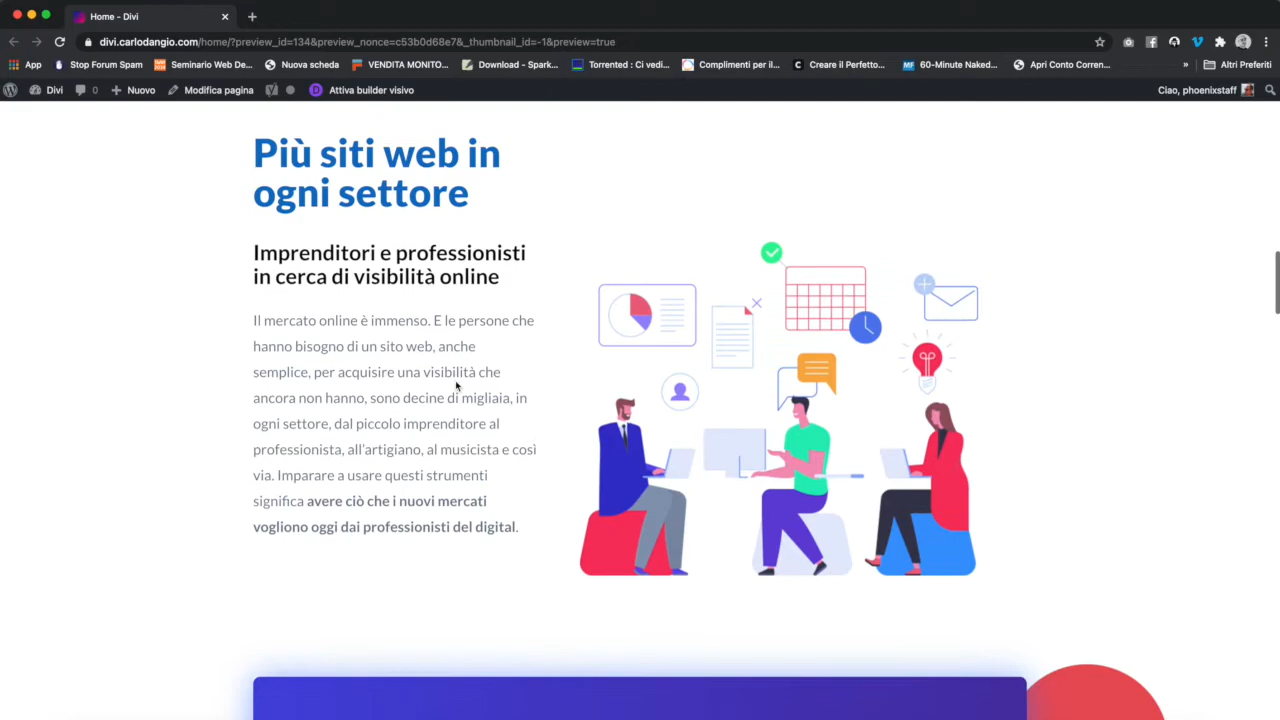 Home - Divi
divi.carlodangio.com/home/?preview_id=134&preview_nonce=c53b0d68e7&_thumbnail_id=-1&preview=true
App Stop Forum Spam Seminario Web De... Nuova scheda VENDITA MONITO... Download - Spark... Torrented : Ci vedi... Complimenti per il... Creare il Perfetto... 60-Minute Naked... Apri Conto Corren... » Altri Preferiti
Divi 0 Nuovo Modifica pagina Attiva builder visivo Ciao, phoenixstaff
Più siti web in
ogni settore
Imprenditori e professionisti
in cerca di visibilità online
Il mercato online è immenso. E le persone che
hanno bisogno di un sito web, anche
semplice, per acquisire una visibilità che
ancora non hanno, sono decine di migliaia, in
ogni settore, dal piccolo imprenditore al
professionista, all'artigiano, al musicista e così
via. Imparare a usare questi strumenti
significa avere ciò che i nuovi mercati
vogliono oggi dai professionisti del digital.